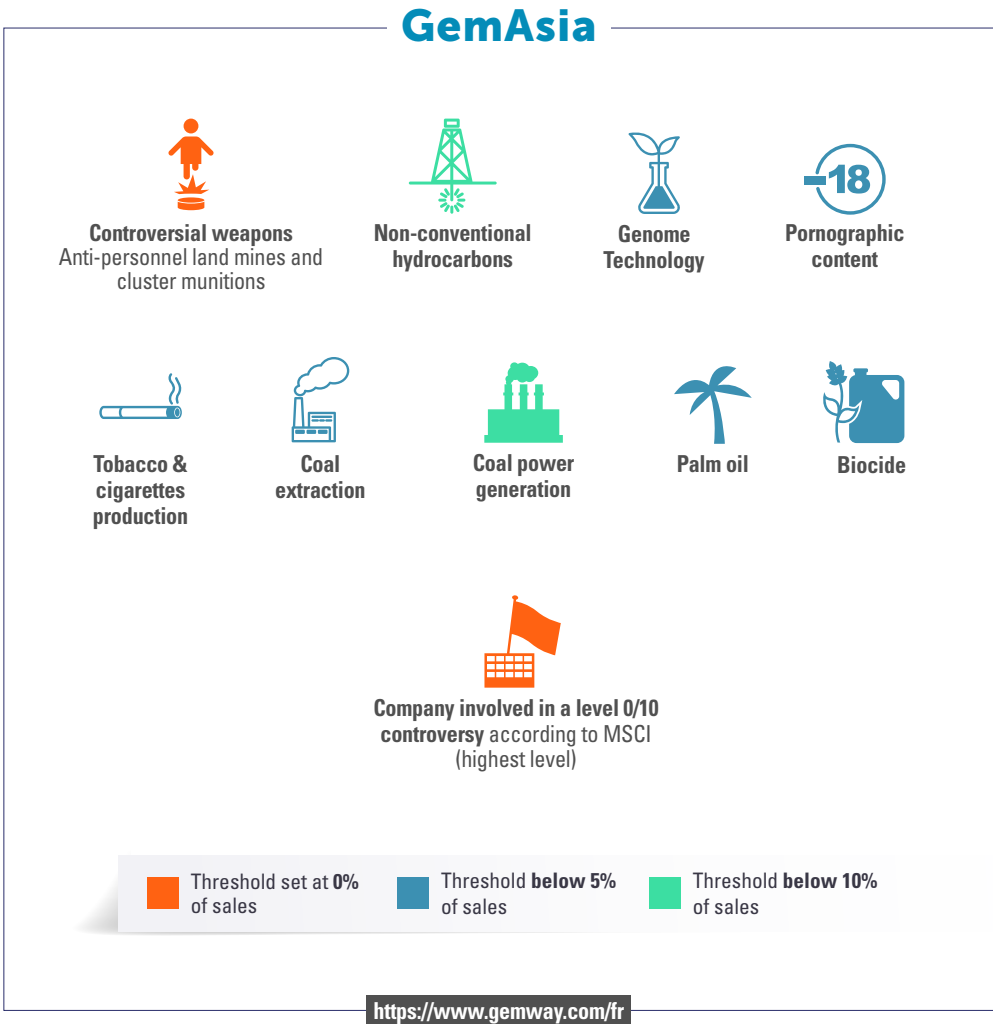 GemAsia
Controversial weapons
Anti-personnel land mines and
cluster munitions
Non-conventional
hydrocarbons
Genome
Technology
-18
Pornographic
content
Tobacco &
cigarettes
production
Coal
extraction
Coal power
generation
Palm oil
Biocide
Company involved in a level 0/10
controversy according to MSCI
(highest level)
Threshold set at 0%
of sales
Threshold below 5%
of sales
Threshold below 10%
of sales
https://www.gemway.com/fr